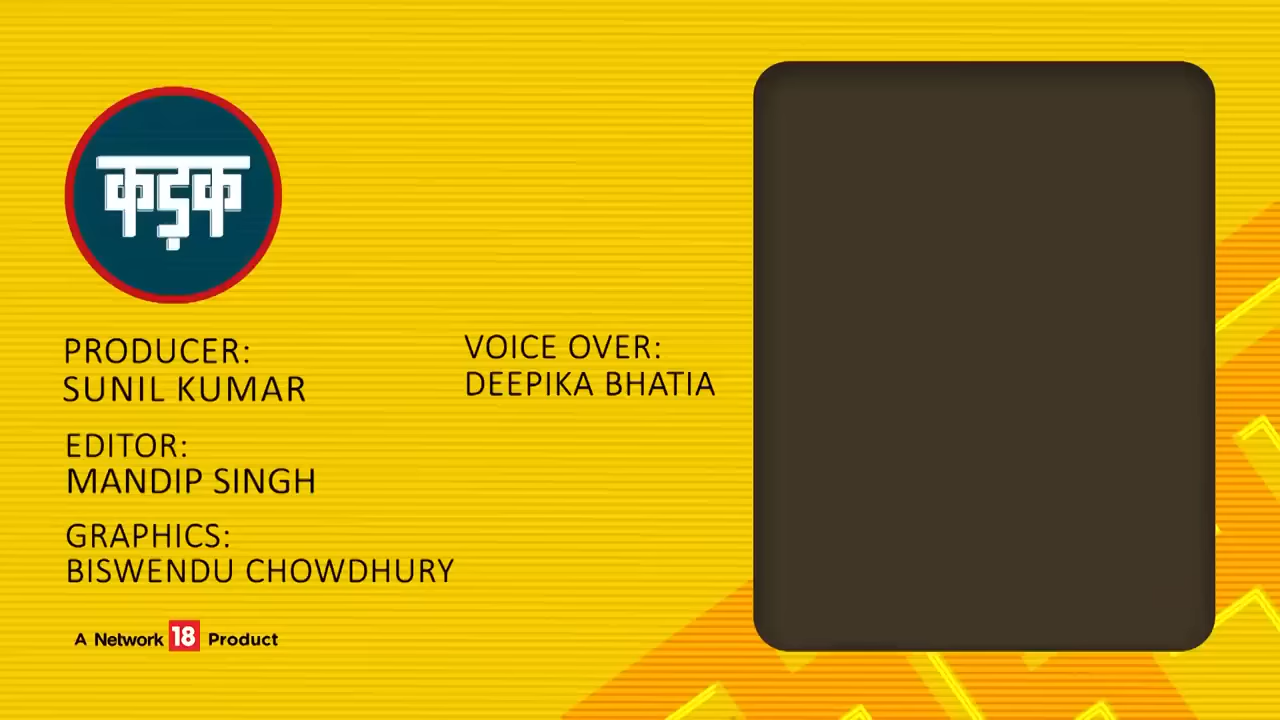 कड़क
PRODUCER:
SUNIL KUMAR
EDITOR:
MANDIP SINGH
GRAPHICS:
BISWENDU CHOWDHURY
VOICE OVER:
DEEPIKA BHATIA
A Network 18 Product